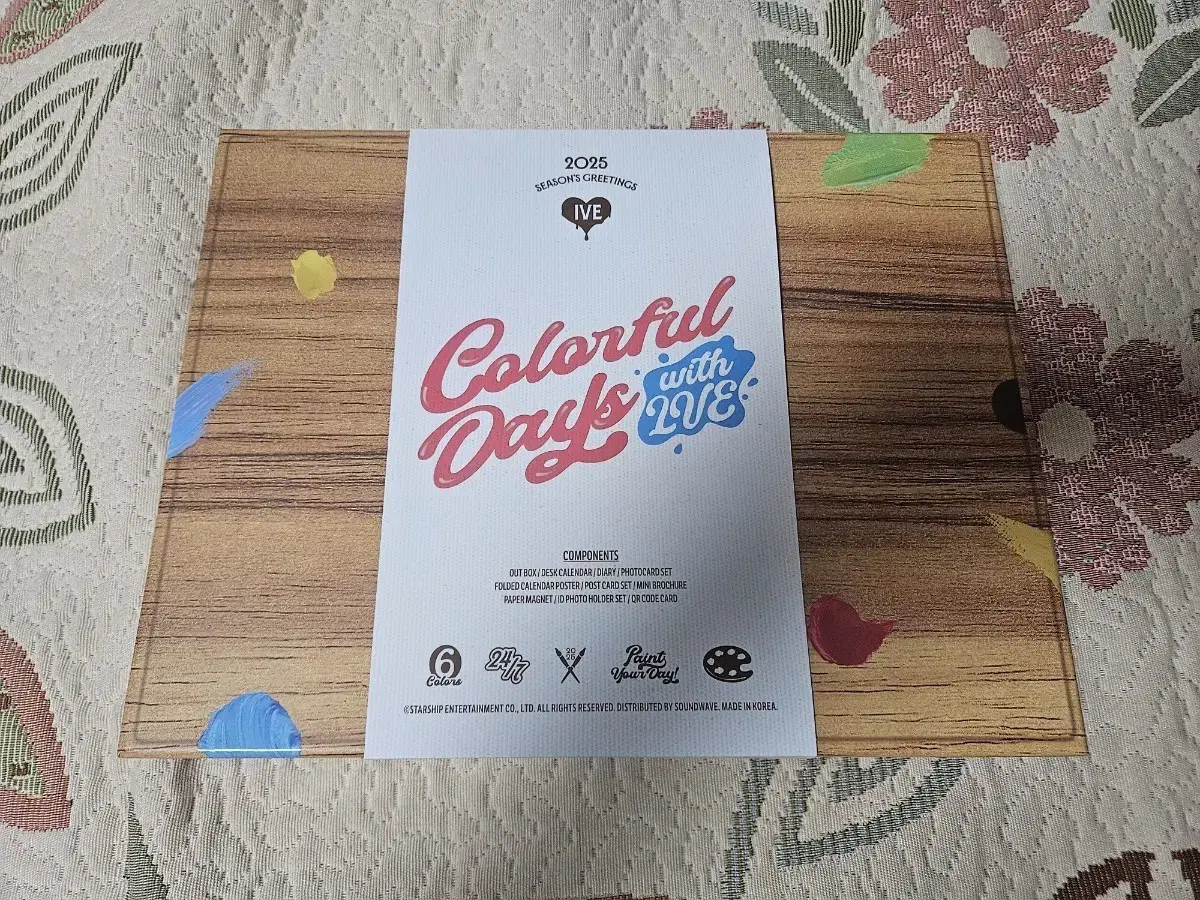 2025
SEASON'S GREETINGS
IVE
Colorful
Days
with
IVE
COMPONENTS
OUT BOX / DESK CALENDAR / DIARY / PHOTOCARD SET
FOLDED CALENDAR POSTER / POST CARD SET / MINI BROCHURE
PAPER MAGNET / ID PHOTO HOLDER SET / QR CODE CARD
6
Colors
24/7
20
25
Paint
Your Day!
©STARSHIP ENTERTAINMENT CO., LTD. ALL RIGHTS RESERVED. DISTRIBUTED BY SOUNDWAVE. MADE IN KOREA.